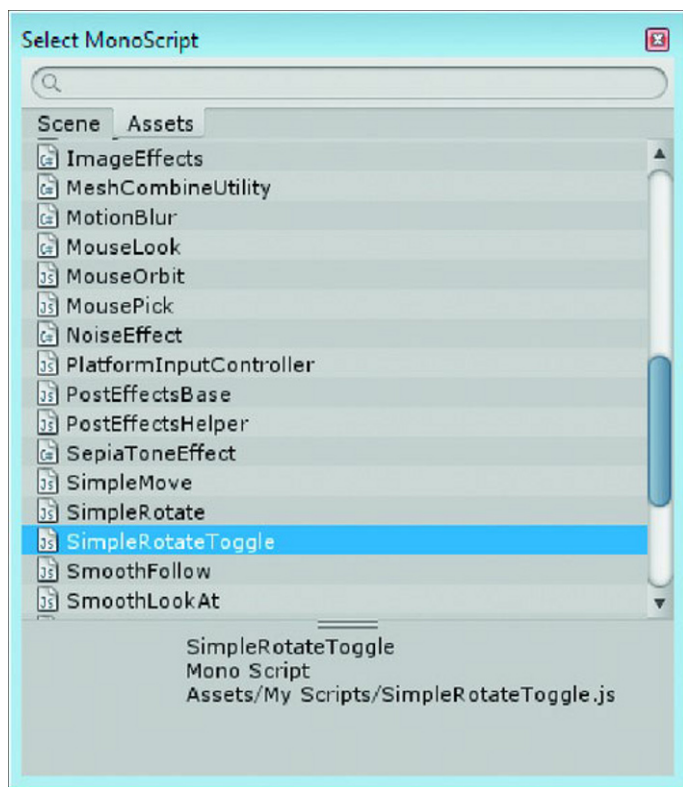 Select MonoScript
Scene Assets
ImageEffects
MeshCombineUtility
MotionBlur
MouseLook
MouseOrbit
MousePick
NoiseEffect
PlatformInputController
PostEffectsBase
PostEffectsHelper
SepiaToneEffect
SimpleMove
SimpleRotate
SimpleRotateToggle
SmoothFollow
SmoothLookAt
SimpleRotateToggle
Mono Script
Assets/My Scripts/SimpleRotateToggle.js